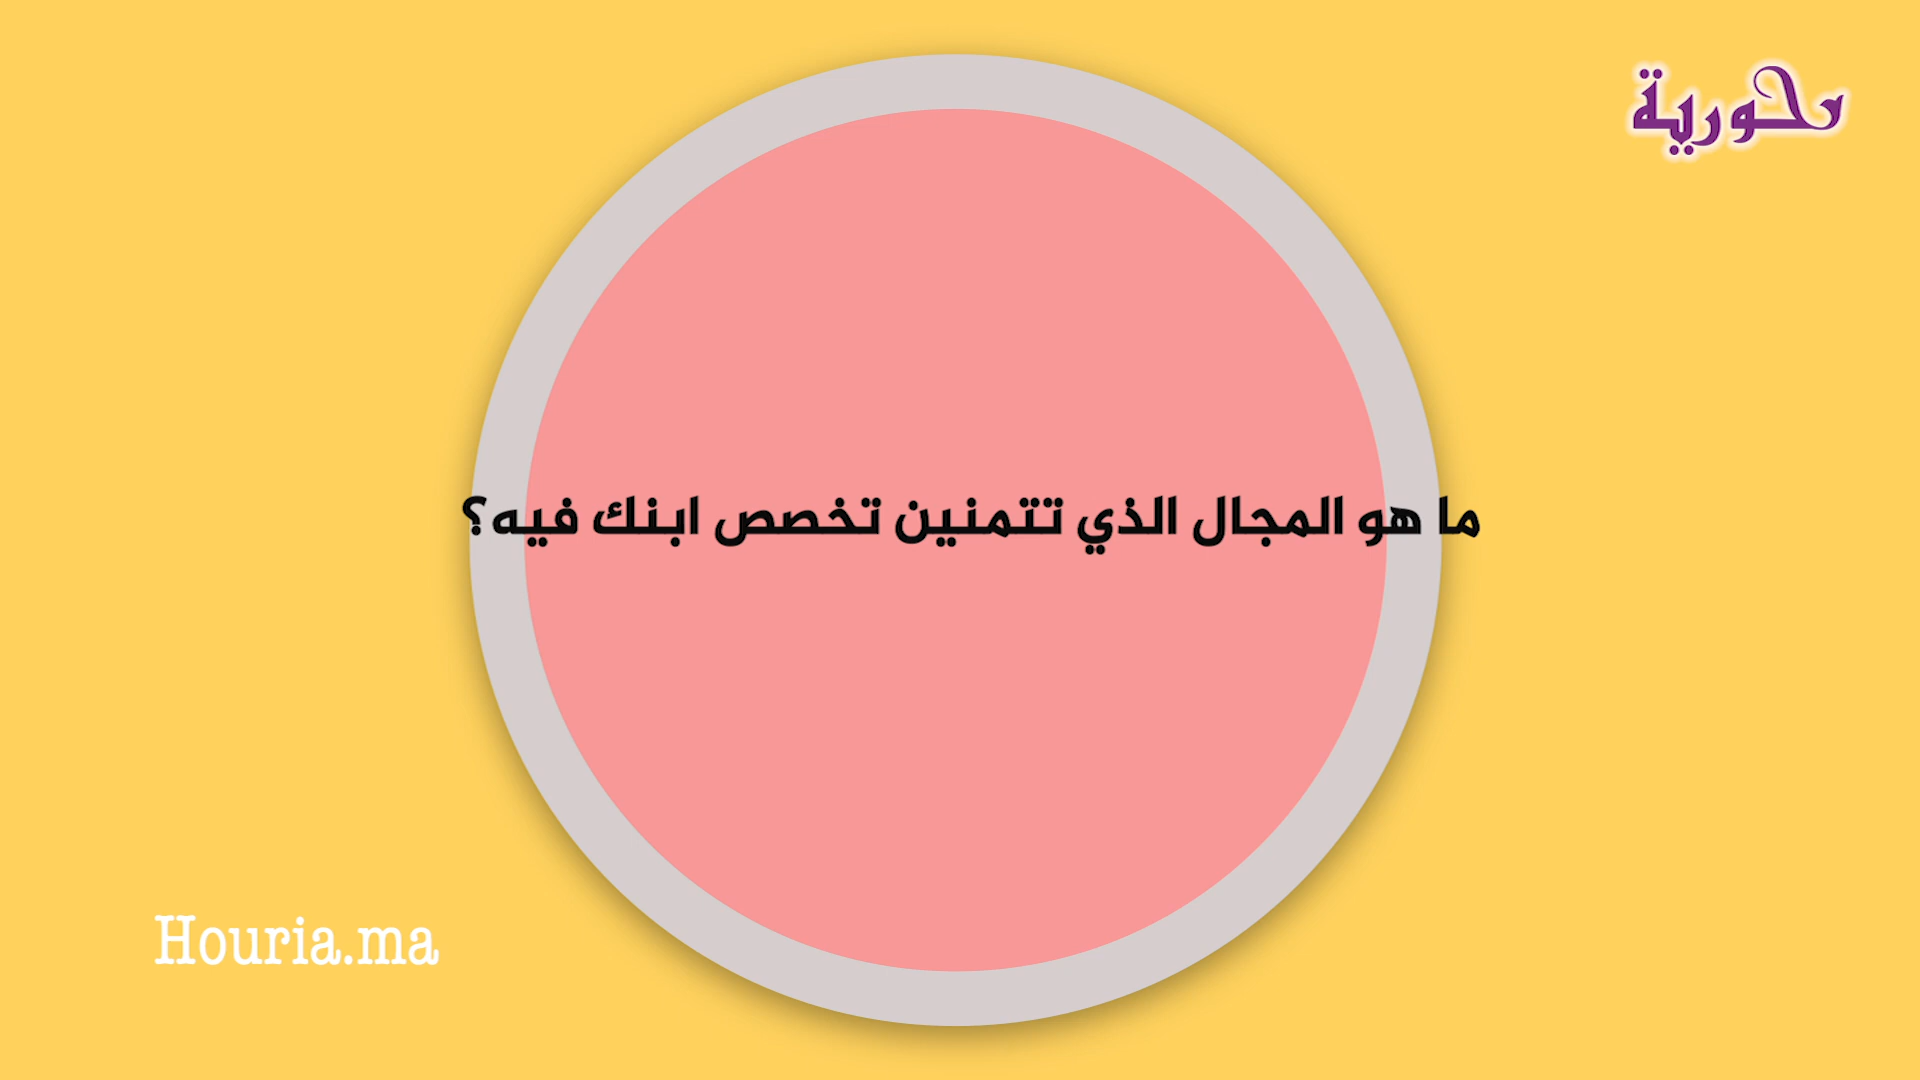 حورية
ما هو المجال الذي تتمنين تخصص ابنك فيه؟
Houria.ma